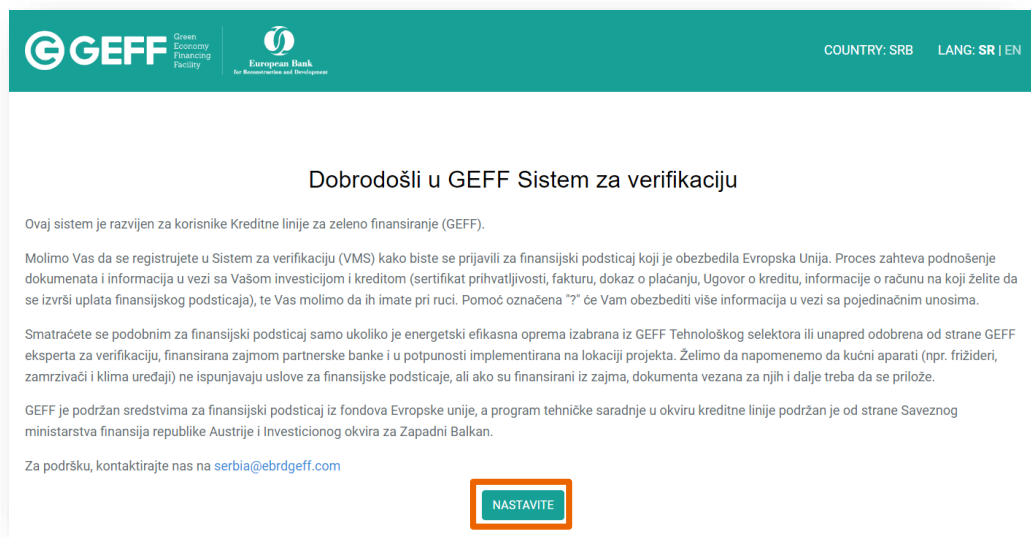 GEFF
Green
Economy
Financing
Facility
European Bank
for Reconstruction and Development
COUNTRY: SRB LANG: SR | EN
Dobrodošli u GEFF Sistem za verifikaciju
Ovaj sistem je razvijen za korisnike Kreditne linije za zeleno finansiranje (GEFF).
Molimo Vas da se registrujete u Sistem za verifikaciju (VMS) kako biste se prijavili za finansijski podsticaj koji je obezbedila Evropska Unija. Proces zahteva podnošenje
dokumenata i informacija u vezi sa Vašom investicijom i kreditom (sertifikat prihvatljivosti, fakturu, dokaz o plaćanju, Ugovor o kreditu, informacije o računu na koji želite da
se izvrši uplata finansijskog podsticaja), te Vas molimo da ih imate pri ruci. Pomoć označena "?" će Vam obezbediti više informacija u vezi sa pojedinačnim unosima.
Smatraćete se podobnim za finansijski podsticaj samo ukoliko je energetski efikasna oprema izabrana iz GEFF Tehnološkog selektora ili unapred odobrena od strane GEFF
eksperta za verifikaciju, finansirana zajmom partnerske banke i u potpunosti implementirana na lokaciji projekta. Želimo da napomenemo da kućni aparati (npr. frižideri,
zamrzivači i klima uređaji) ne ispunjavaju uslove za finansijske podsticaje, ali ako su finansirani iz zajma, dokumenta vezana za njih i dalje treba da se prilože.
GEFF je podržan sredstvima za finansijski podsticaj iz fondova Evropske unije, a program tehničke saradnje u okviru kreditne linije podržan je od strane Saveznog
ministarstva finansija republike Austrije i Investicionog okvira za Zapadni Balkan.
Za podršku, kontaktirajte nas na serbia@ebrdgeff.com
NASTAVITE